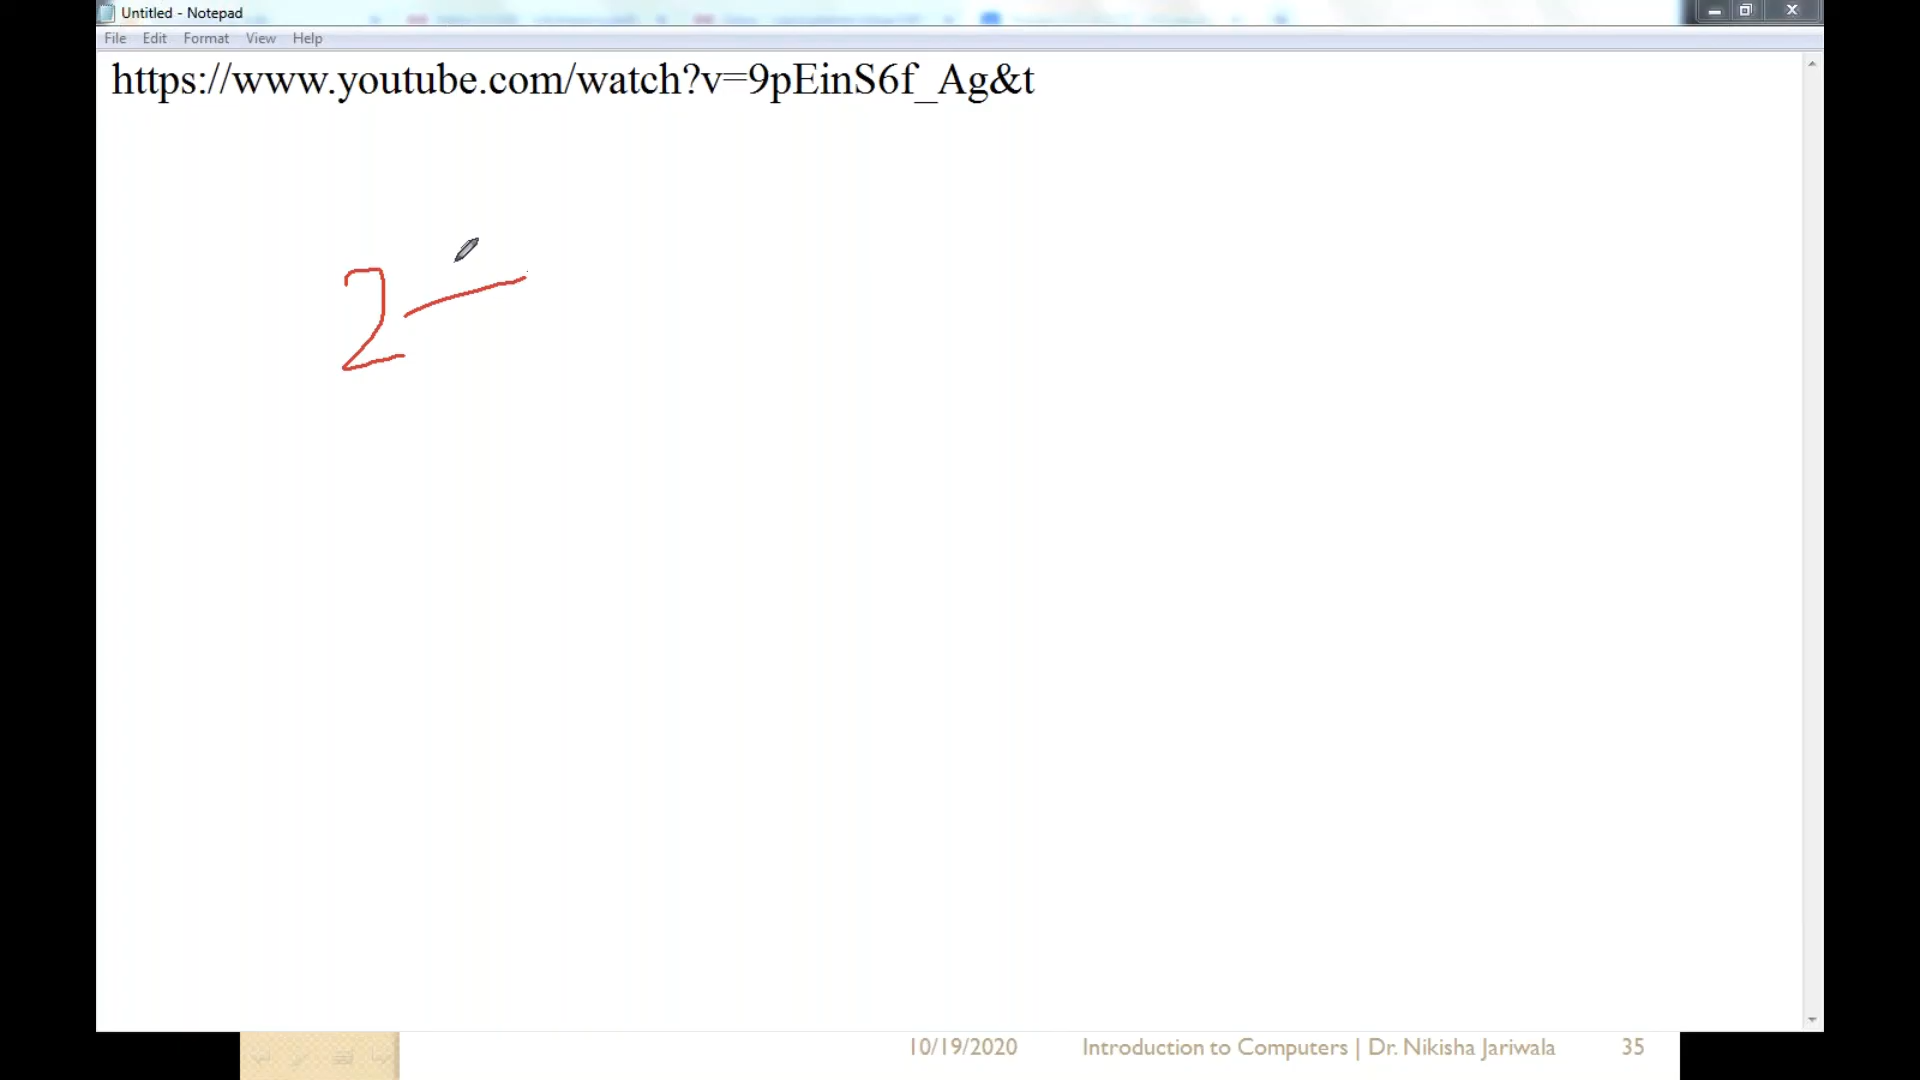 Untitled - Notepad
File Edit Format View Help
https://www.youtube.com/watch?v=9pEinS6f_Ag&t
2
10/19/2020 Introduction to Computers | Dr. Nikisha Jariwala 35